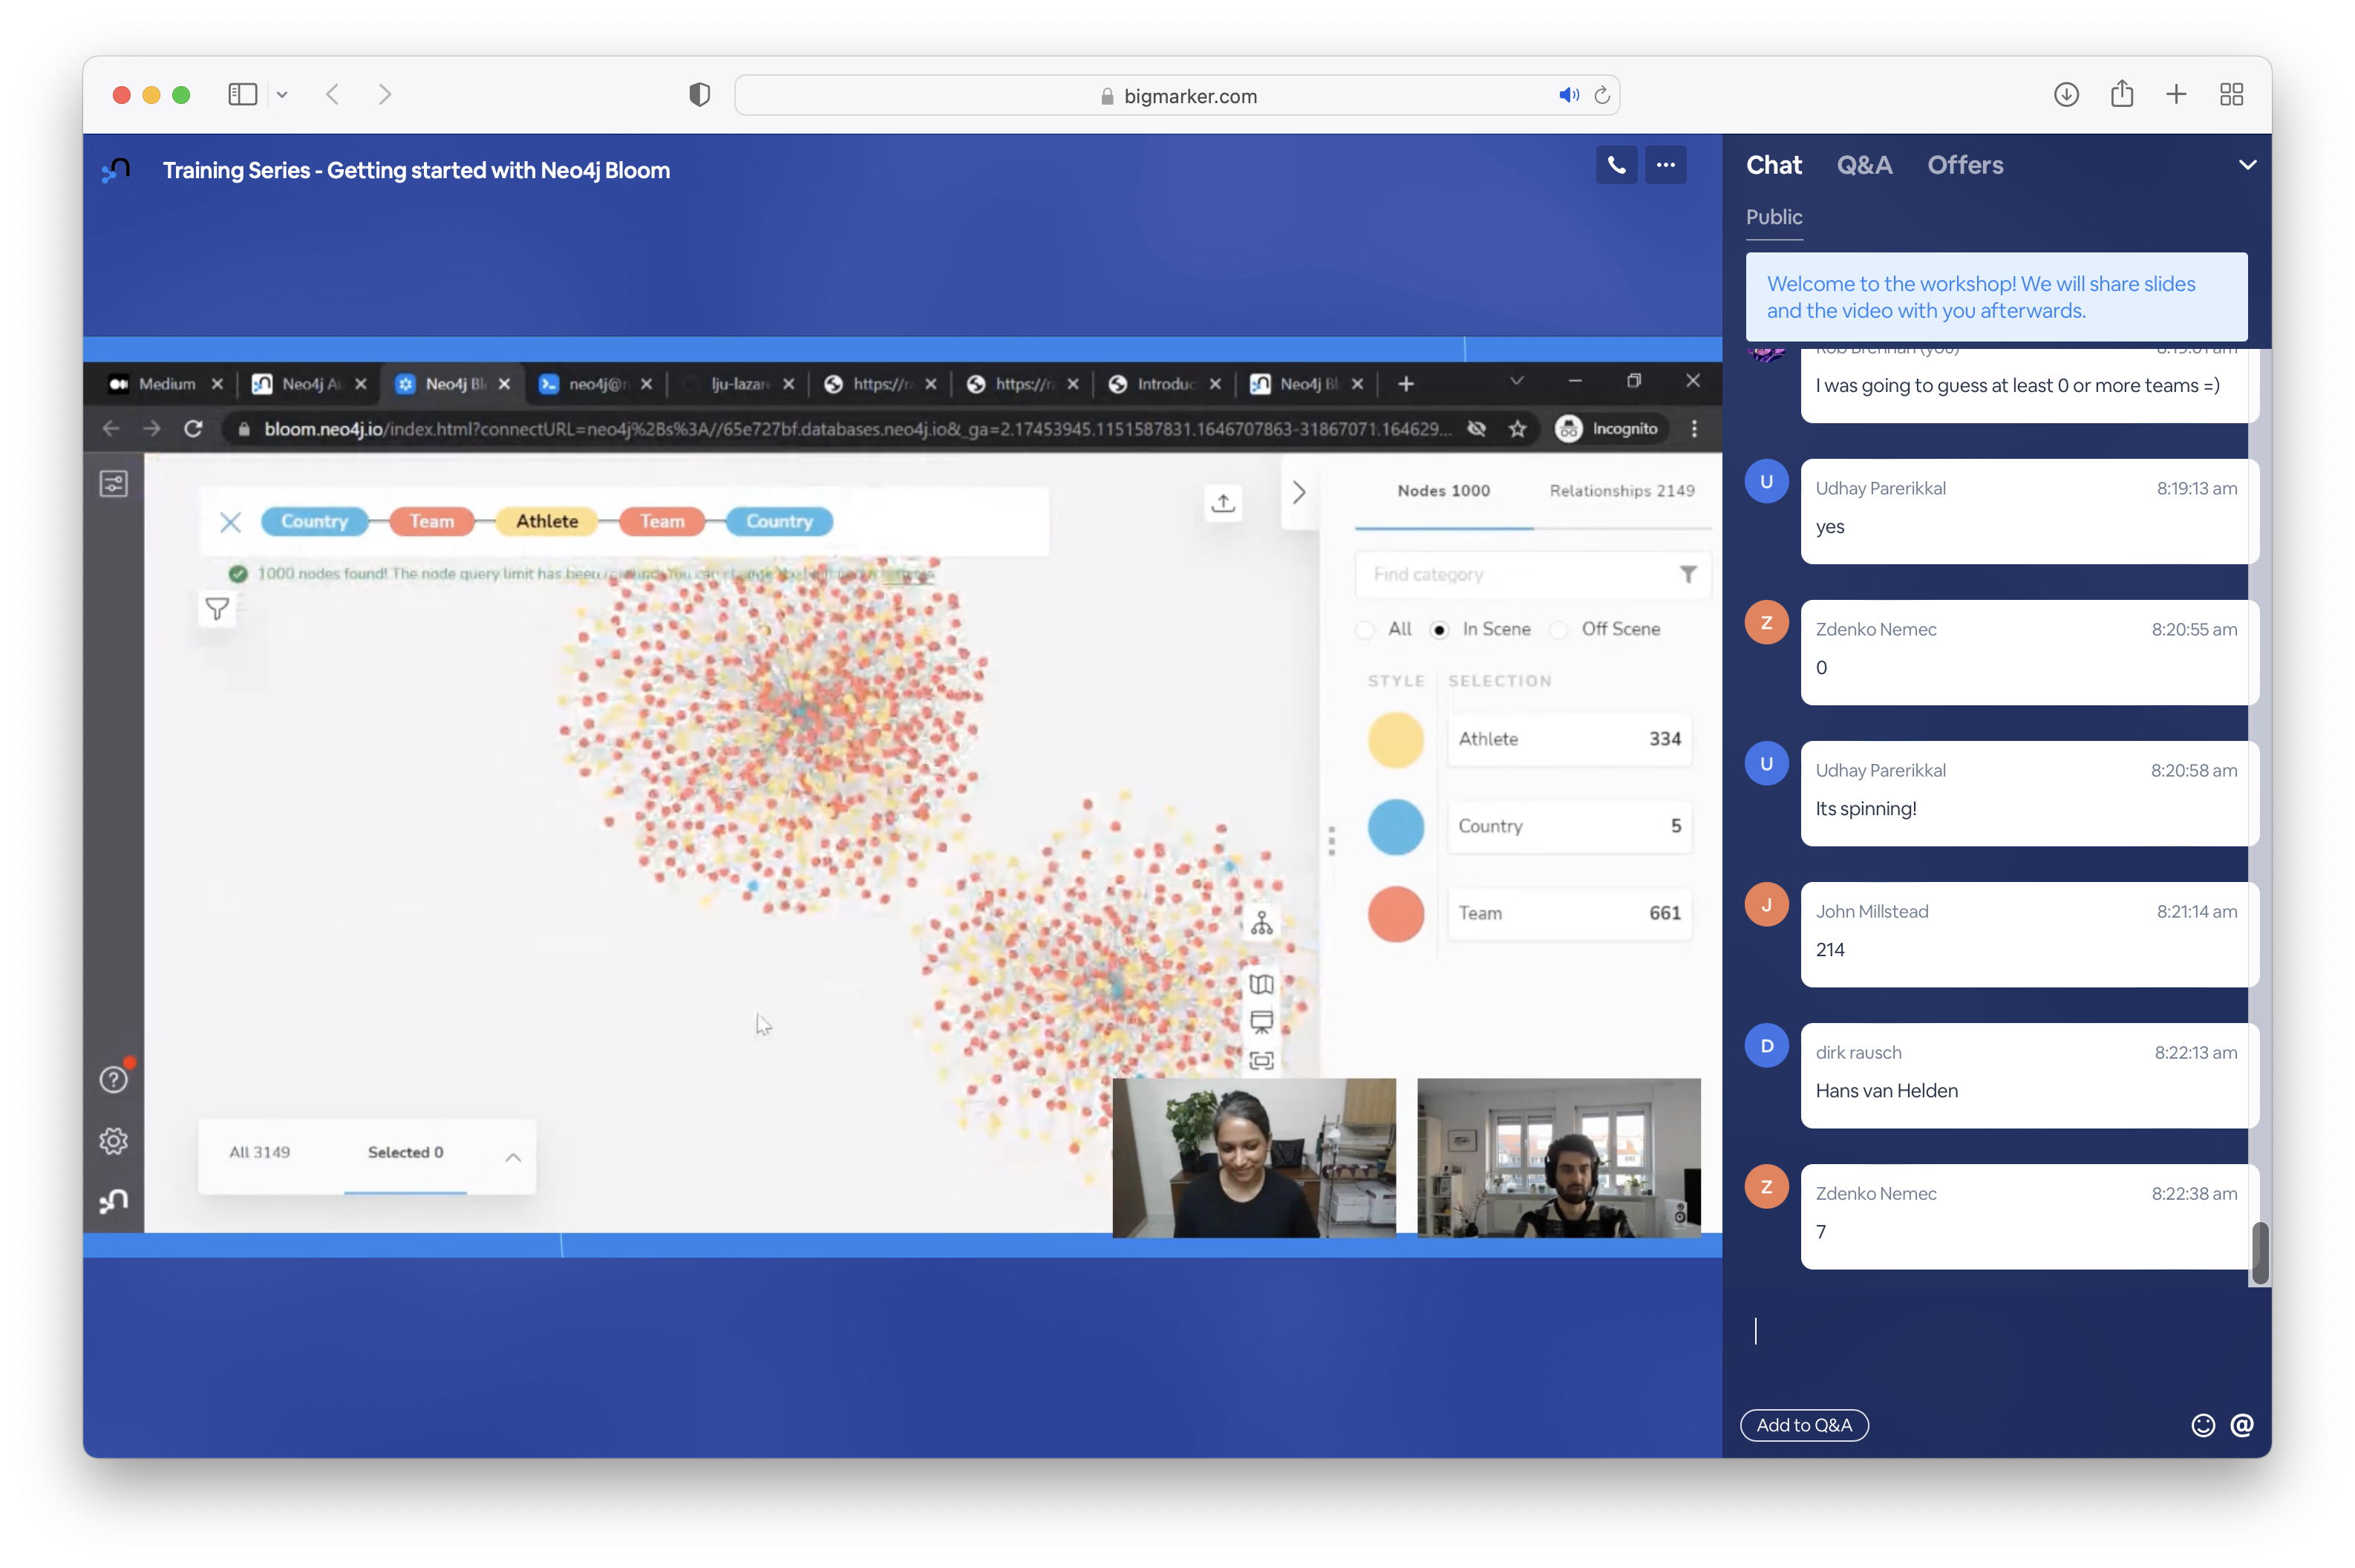 bigmarker.com
Training Series - Getting started with Neo4j Bloom
Medium
Neo4j A
Neo4j Bl
neo4j@
lju-lazar
https://r
https://r
Introduc
Neo4j Bl
bloom.neo4j.io/index.html?connectURL=neo4j%2Bs%3A//65e727bf.databases.neo4j.io&_ga=2.17453945.1151587831.1646707863-31867071.164629...
Incognito
Country Team Athlete Team Country
1000 nodes found! The node query limit has been
Nodes 1000
Relationships 2149
Find category
All In Scene Off Scene
STYLE SELECTION
Athlete 334
Country 5
Team 661
All 3149
Selected 0
Chat Q&A Offers
Public
Welcome to the workshop! We will share slides
and the video with you afterwards.
I was going to guess at least 0 or more teams =)
U
Udhay Parerikkal 8:19:13 am
yes
Z
Zdenko Nemec 8:20:55 am
0
U
Udhay Parerikkal 8:20:58 am
Its spinning!
J
John Millstead 8:21:14 am
214
D
dirk rausch 8:22:13 am
Hans van Helden
Z
Zdenko Nemec 8:22:38 am
7
Add to Q&A
@